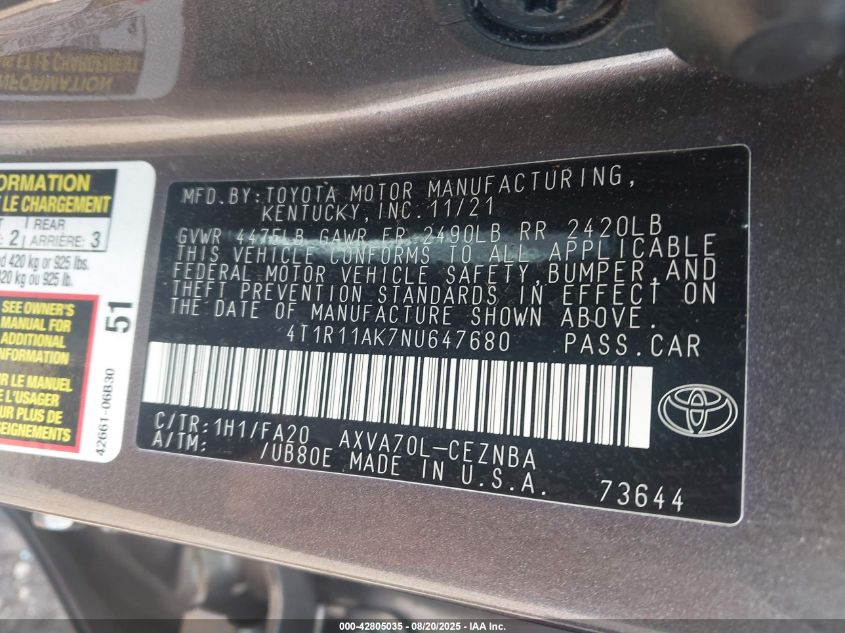 ORMATION
E LE CHARGEMENT
REAR
2 ARRIÈRE: 3
420 kg or 925 lbs.
420 kg ou 925 lb.
SEE OWNER'S
MANUAL FOR
ADDITIONAL
INFORMATION
LE MANUEL
DE L'USAGER
UR PLUS DE
SEIGNEMENTS
51
42661-06B30
MFD.BY:TOYOTA MOTOR MANUFACTURING,
KENTUCKY,INC.11/21
GVWR 4475LB GAWR FR 2490LB RR 2420LB
THIS VEHICLE CONFORMS TO ALL APPLICABLE
FEDERAL MOTOR VEHICLE SAFETY,BUMPER,AND
THEFT PREVENTION STANDARDS IN EFFECT ON
THE DATE OF MANUFACTURE SHOWN ABOVE.
4T1R11AK7NU647680 PASS.CAR
C/TR:1H1/FA20 AXVA70L-CEZNBA
A/TM: /UB80E MADE IN U.S.A.
73644
000-42805035 - 08/20/2025 - IAA Inc.